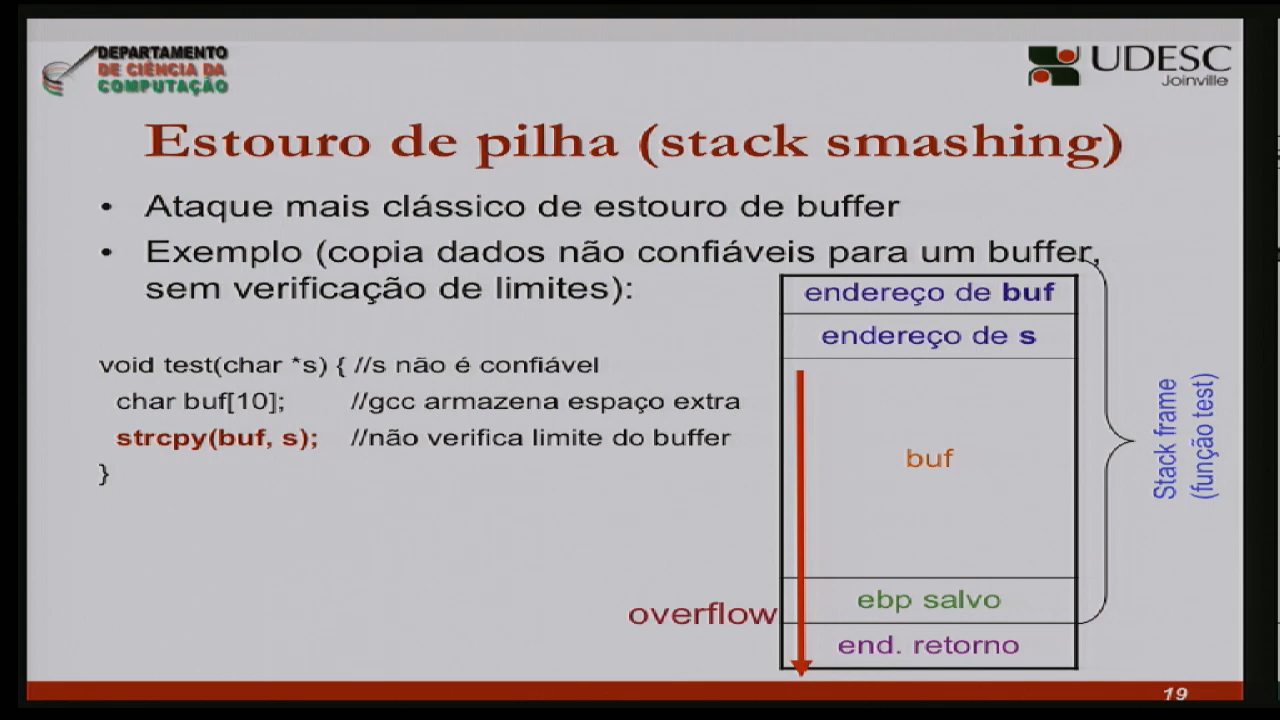 DEPARTAMENTO
DE CIÊNCIA DA
COMPUTAÇÃO
UDESC
Joinville
Estouro de pilha (stack smashing)
• Ataque mais clássico de estouro de buffer
• Exemplo (copia dados não confiáveis para um buffer,
sem verificação de limites):
void test(char *s) { //s não é confiável
char buf[10]; //gcc armazena espaço extra
strcpy(buf, s); //não verifica limite do buffer
}
endereço de buf
endereço de s
buf
ebp salvo
end. retorno
overflow
Stack frame
(função test)
19